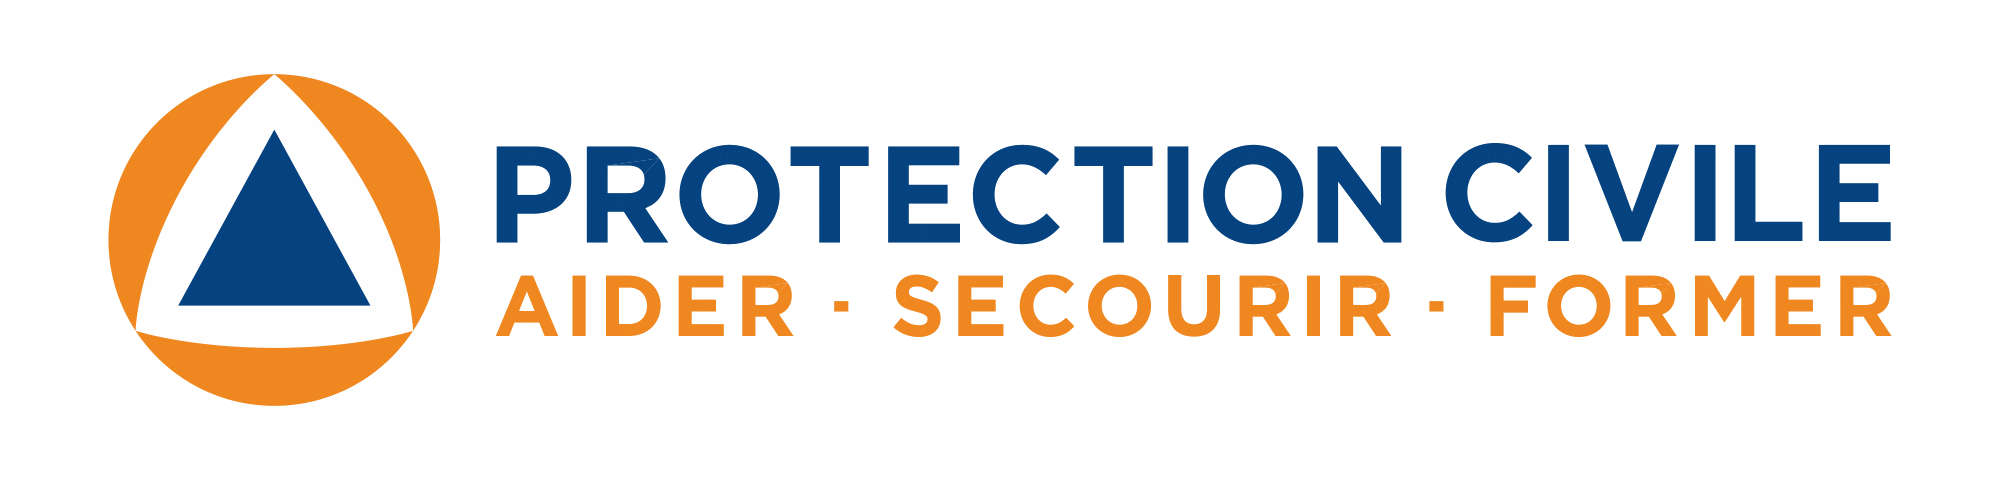 PROTECTION CIVILE
AIDER · SECOURIR · FORMER